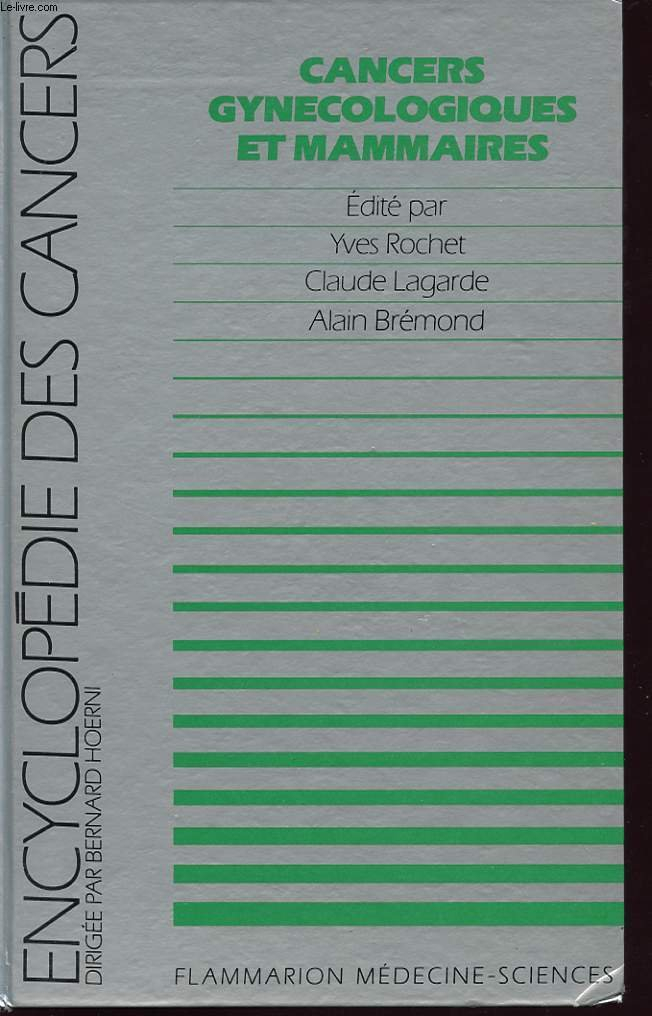 Le-livre.com
ENCYCLOPÉDIE DES CANCERS
DIRIGÉE PAR BERNARD HOERNI
CANCERS
GYNECOLOGIQUES
ET MAMMAIRES
Édité par
Yves Rochet
Claude Lagarde
Alain Brémond
FLAMMARION MÉDECINE-SCIENCES